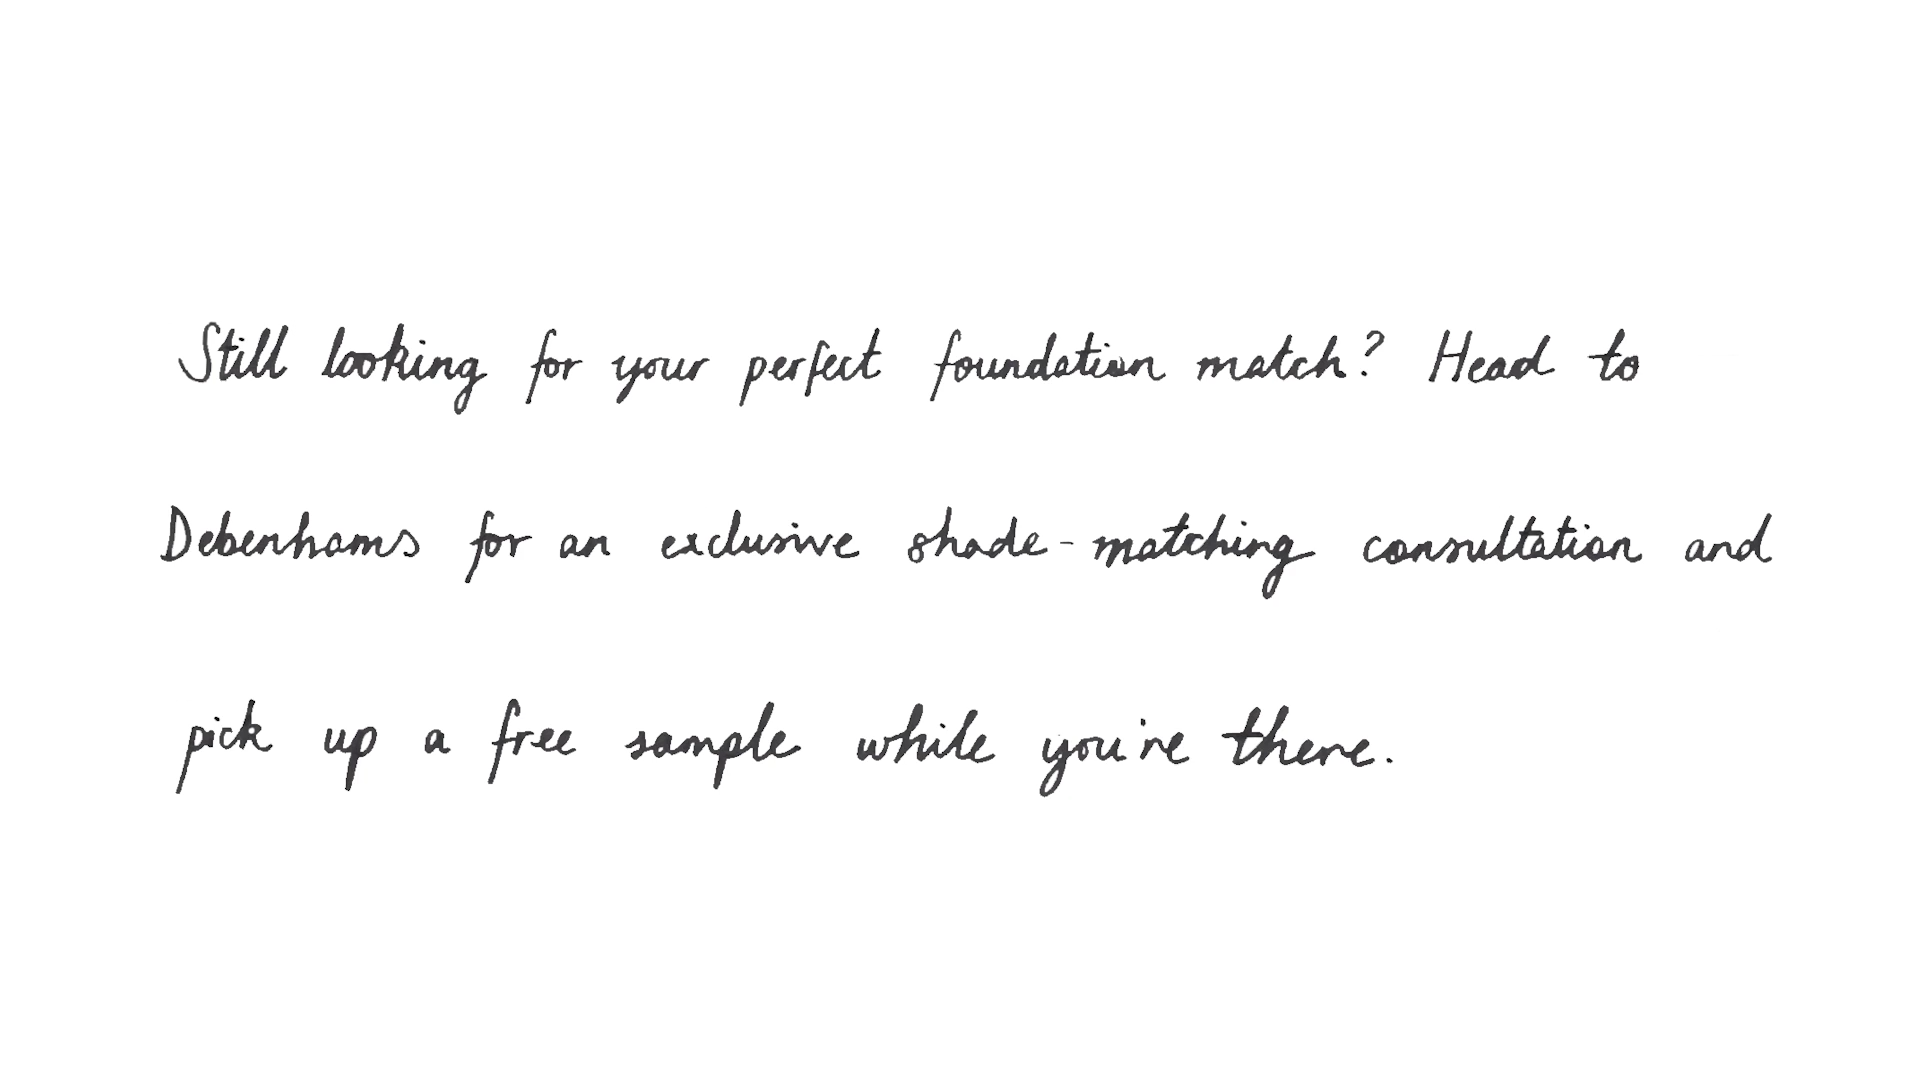 Still looking for your perfect foundation match? Head to
Debenhams for an exclusive shade-matching consultation and
pick up a free sample while you're there.